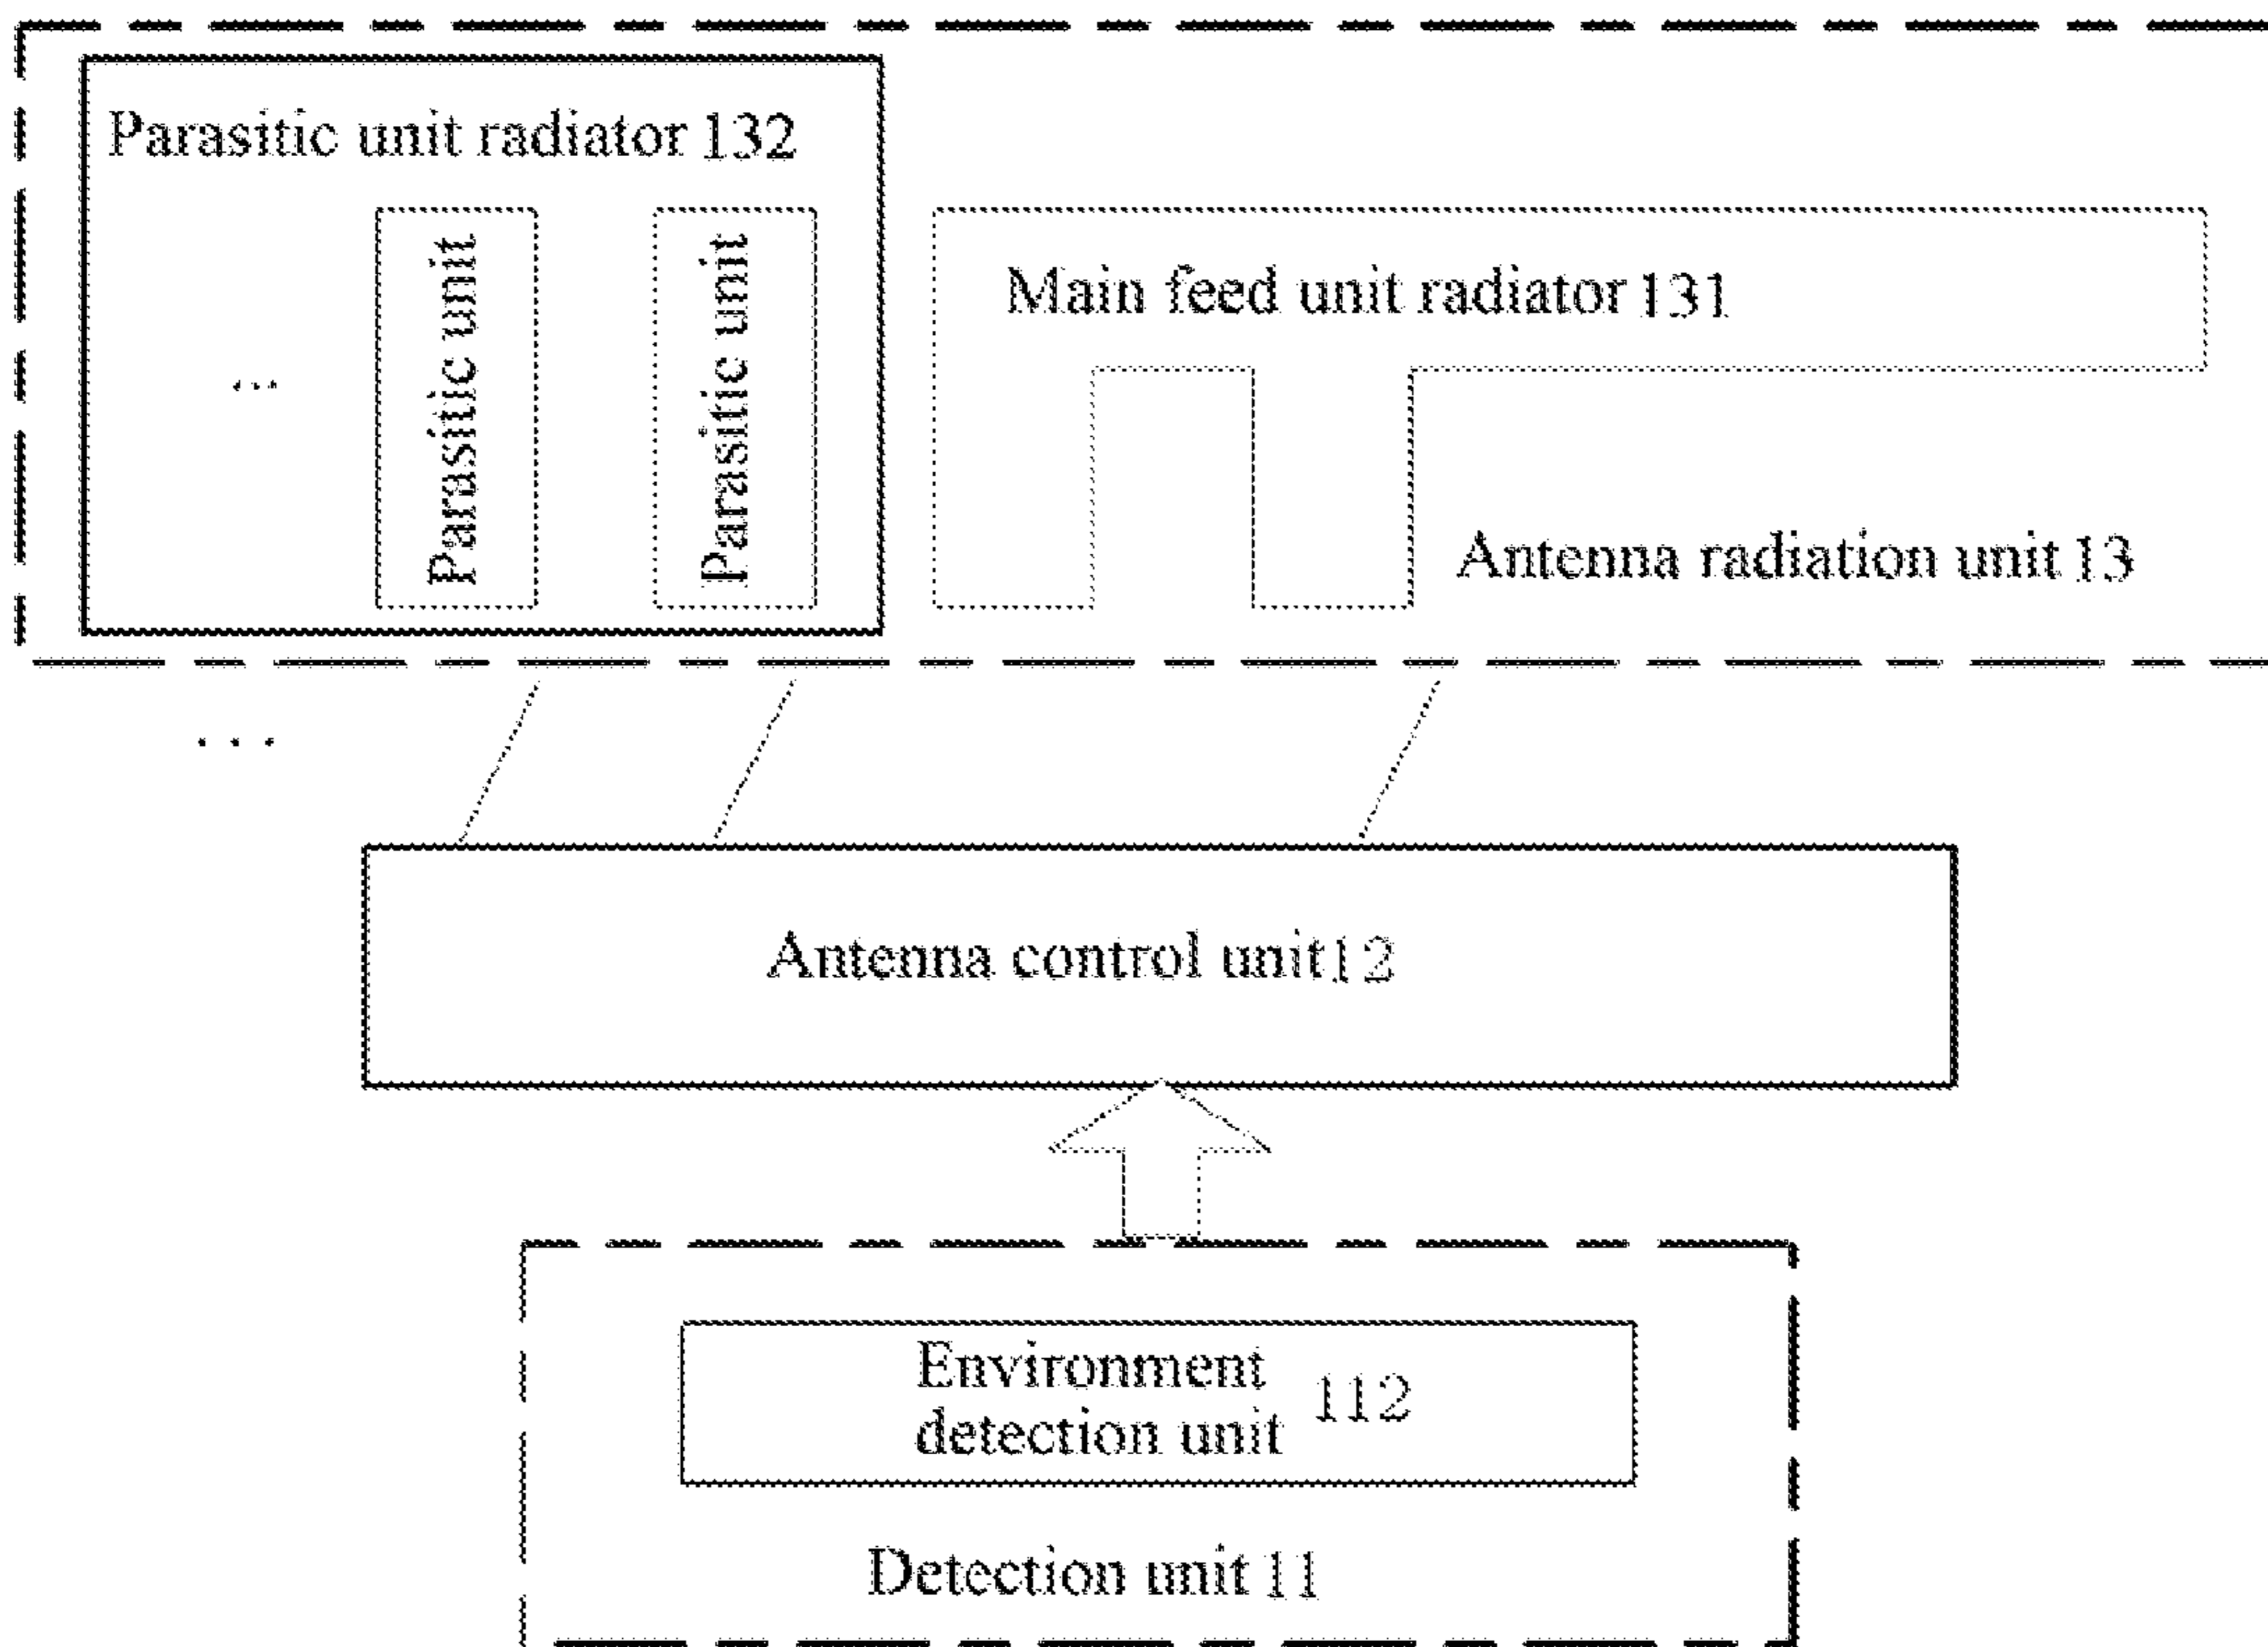 Parasitic unit radiator 132
Parasitic unit
Parasitic unit
...
Main feed unit radiator 131
Antenna radiation unit 13
...
Antenna control unit 12
Environment
detection unit 112
Detection unit 11